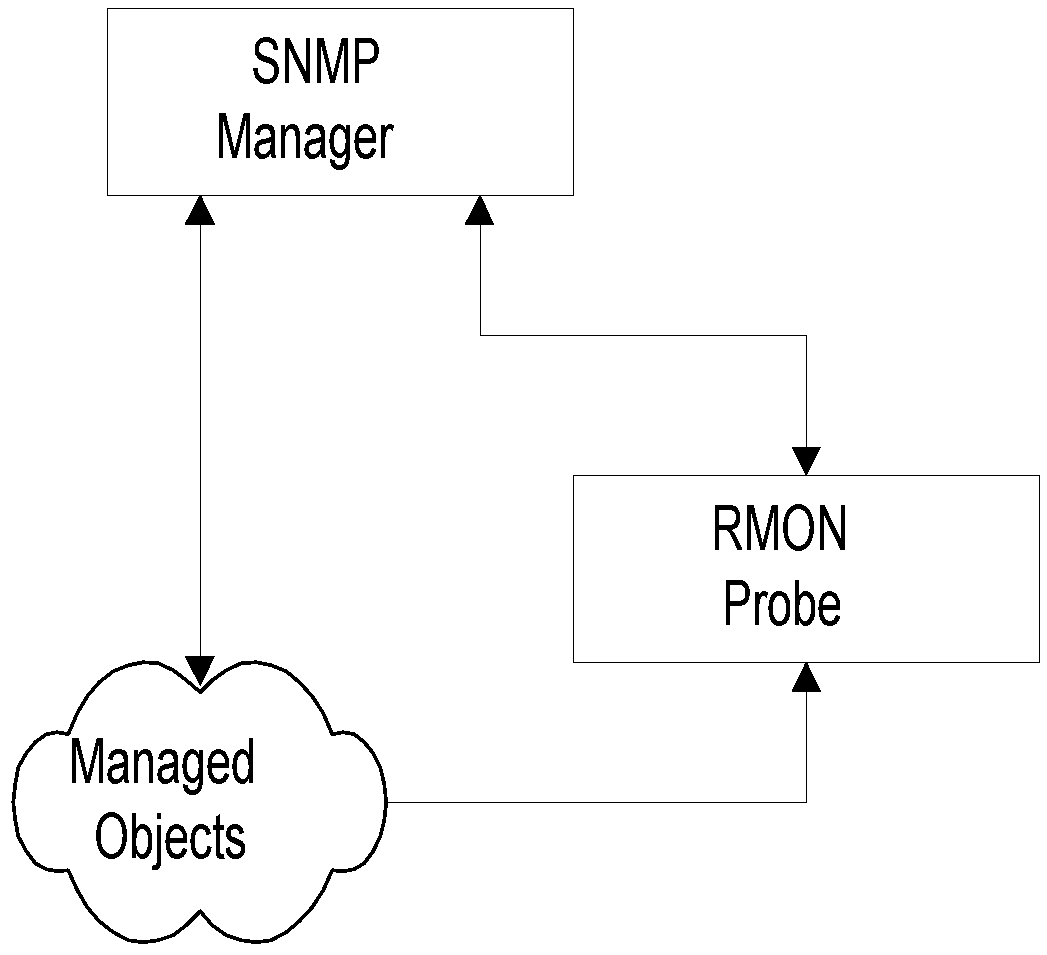 SNMP
Manager
RMON
Probe
Managed
Objects